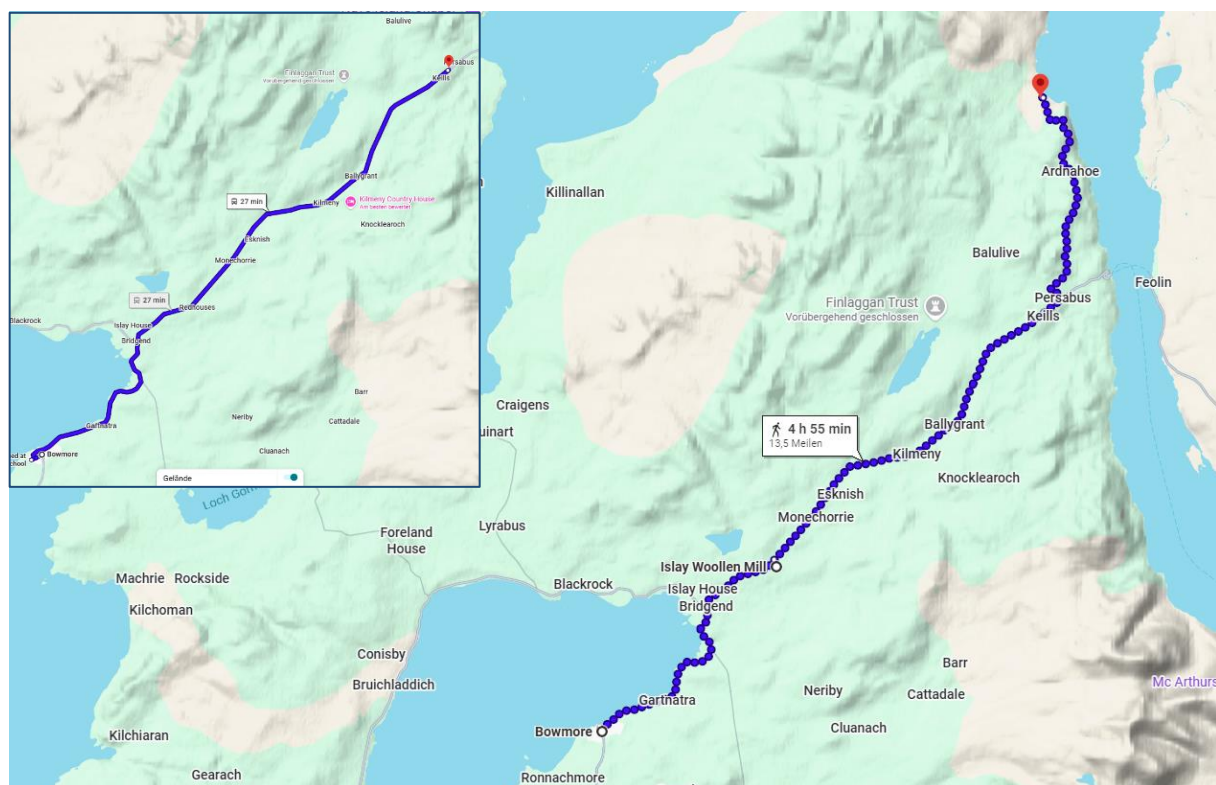 Balulive
Finlaggan Trust
Vorübergehend geschlossen
Keills
27 min
Ballygrant
Kilmeny
Kilmeny Country House
Am besten bewertet
Knocklearoch
Esknish
Monechorrie
27 min
Redhouses
Blackrock
Islay House
Bridgend
Barr
Neriby
Cattadale
Gartnatra
Cluanach
Bowmore
Gelände
Killinallan
Ardnahoe
Balulive
Feolin
Finlaggan Trust
Vorübergehend geschlossen
Persabus
Keills
Craigens
4 h 55 min
13,5 Meilen
Ballygrant
Kilmeny
Knocklearoch
Esknish
Monechorrie
Lyrabus
Foreland
House
Islay Woollen Mill
Machrie
Rockside
Blackrock
Islay House
Bridgend
Kilchoman
Conisby
Barr
Bruichladdich
Neriby
Cattadale
Mc Arthurs
Gartnatra
Cluanach
Kilchiaran
Bowmore
Gearach
Ronnachmore